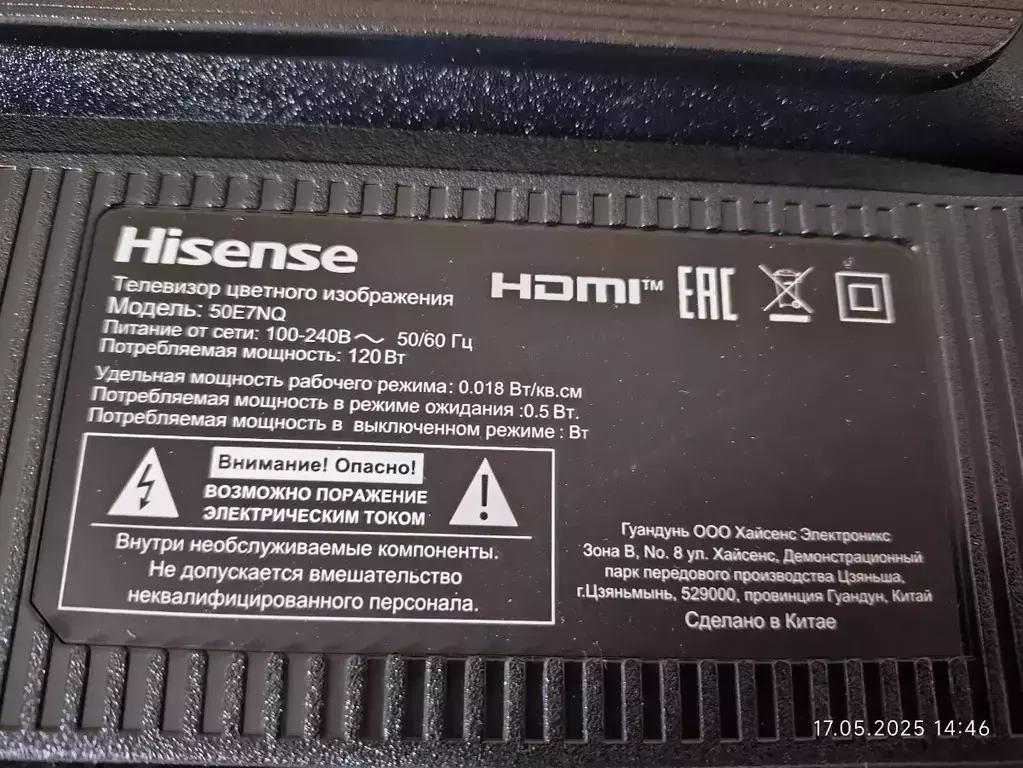 Hisense
Телевизор цветного изображения
Модель: 50E7NQ
Питание от сети: 100-240В～ 50/60 Гц
Потребляемая мощность: 120 Вт
Удельная мощность рабочего режима: 0.018 Вт/кв.см
Потребляемая мощность в режиме ожидания :0.5 Вт.
Потребляемая мощность в выключенном режиме : Вт
HDMI™
EAC
Внимание! Опасно!
ВОЗМОЖНО ПОРАЖЕНИЕ
ЭЛЕКТРИЧЕСКИМ ТОКОМ
Внутри необслуживаемые компоненты.
Не допускается вмешательство
неквалифицированного персонала.
Гуандунь ООО Хайсенс Электроникс
Зона B, No. 8 ул. Хайсенс, Демонстрационный
парк передового производства Цзяньша,
г.Цзяньмынь, 529000, провинция Гуандун, Китай
Сделано в Китае
17.05.2025 14:46